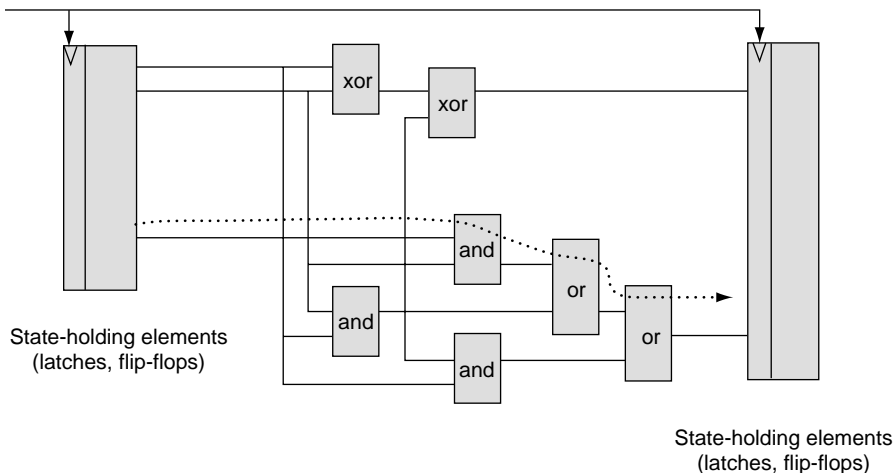 xor
xor
and
or
and
or
and
State-holding elements
(latches, flip-flops)
State-holding elements
(latches, flip-flops)